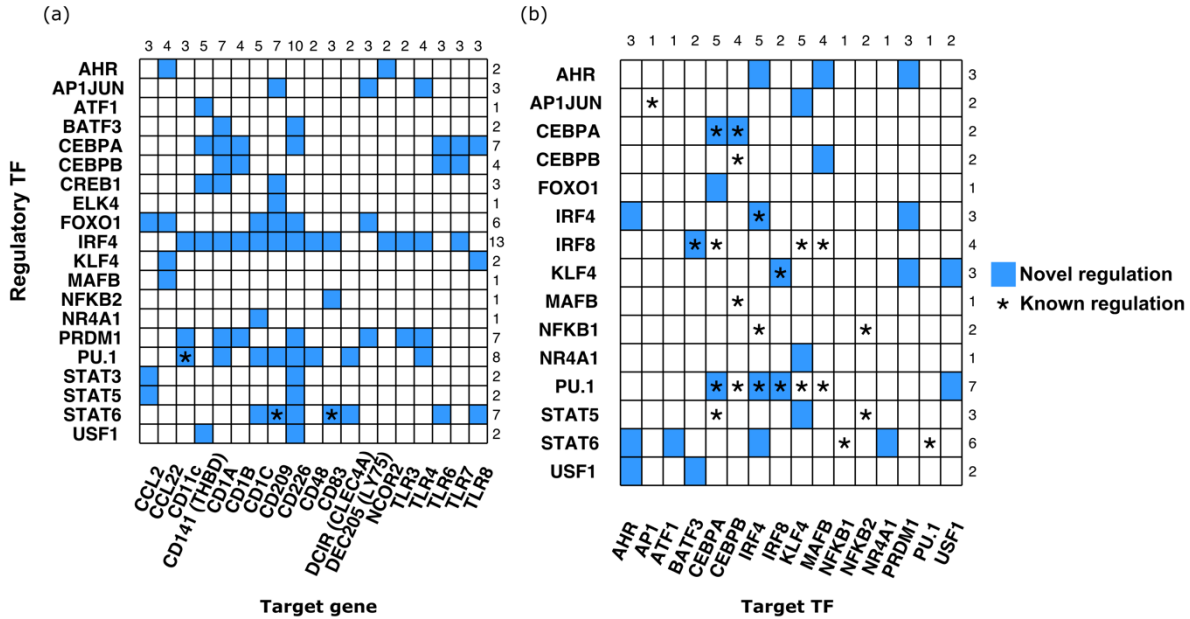 (a)
3 4 3 5 7 4 5 7 10 2 3 2 3 2 2 4 3 3 3
Regulatory TF
AHR 2
AP1JUN 3
ATF1 1
BATF3 2
CEBPA 7
CEBPB 4
CREB1 3
ELK4 1
FOXO1 6
IRF4 13
KLF4 2
MAFB 1
NFKB2 1
NR4A1 1
PRDM1 7
PU.1 8
STAT3 2
STAT5 2
STAT6 7
USF1 2
CCL2
CCL22
CD11c
CD141 (THBD)
CD1A
CD1B
CD1C
CD209
CD226
CD48
CD83
DCIR (CLEC4A)
DEC205 (LY75)
NCOR2
TLR3
TLR4
TLR6
TLR7
TLR8
Target gene
(b)
3 1 1 2 5 4 5 2 5 4 1 2 1 3 1 2
AHR 3
AP1JUN 2
CEBPA 2
CEBPB 2
FOXO1 1
IRF4 3
IRF8 4
KLF4 3
MAFB 1
NFKB1 2
NR4A1 1
PU.1 7
STAT5 3
STAT6 6
USF1 2
AHR
AP1
ATF1
BATF3
CEBPA
CEBPB
IRF4
IRF8
KLF4
MAFB
NFKB1
NFKB2
NR4A1
PRDM1
PU.1
USF1
Target TF
Novel regulation
* Known regulation